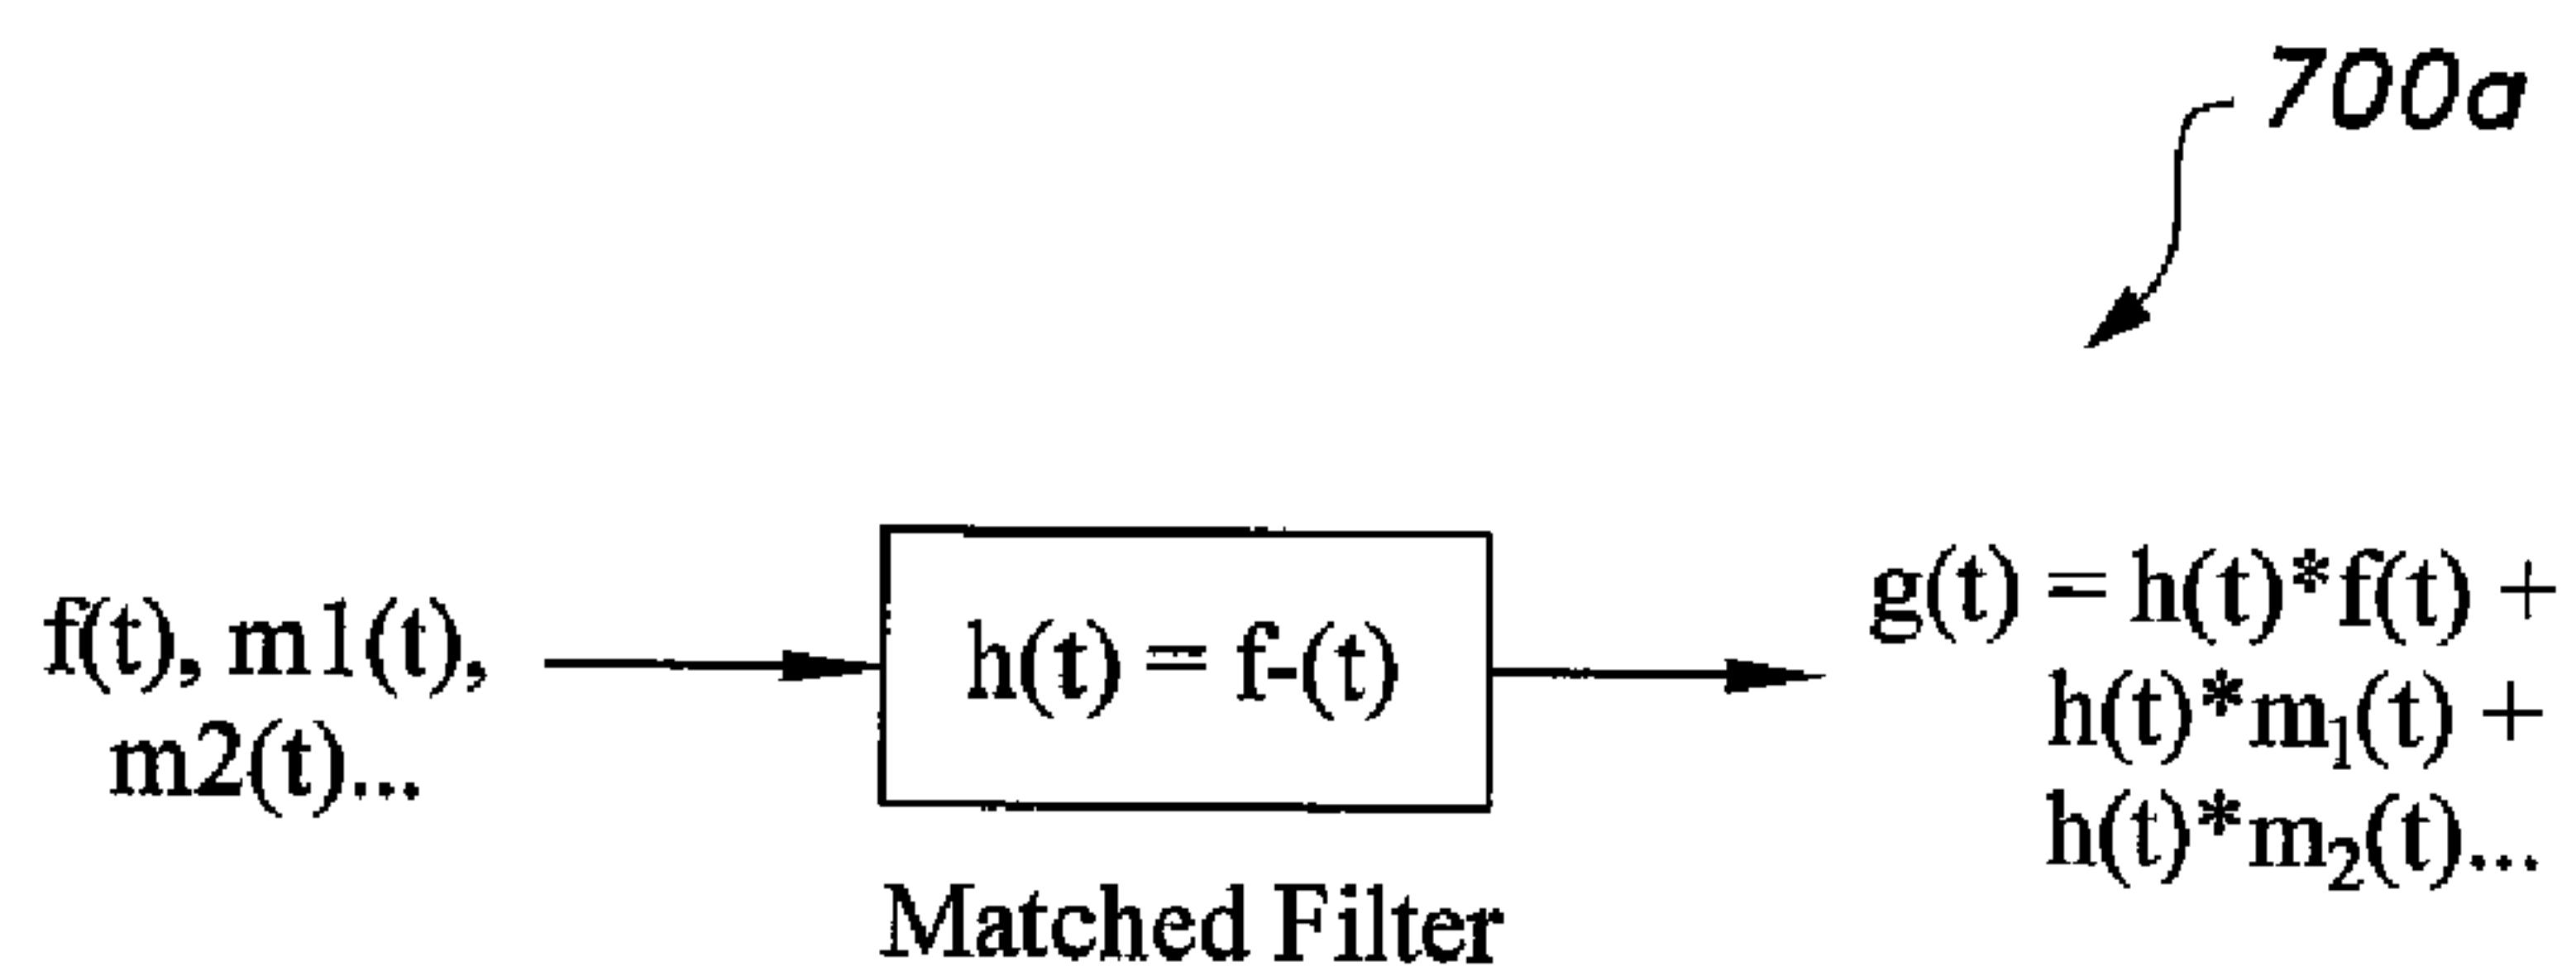 700a
f(t), m1(t),
m2(t)...
h(t) = f-(t)
Matched Filter
g(t) = h(t)*f(t) +
h(t)*m₁(t) +
h(t)*m₂(t)...